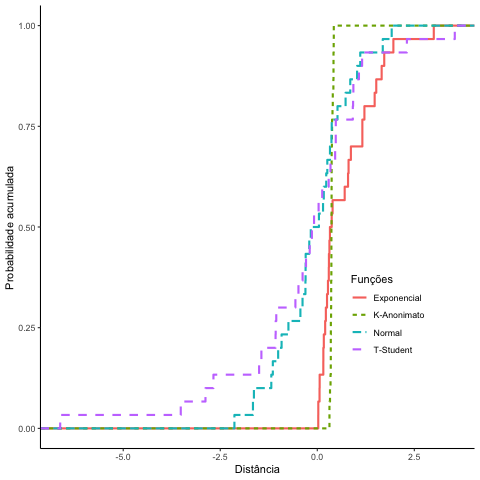 1.00
0.75
0.50
0.25
0.00
Probabilidade acumulada
-5.0 -2.5 0.0 2.5
Distância
Funções
Exponencial
K-Anonimato
Normal
T-Student